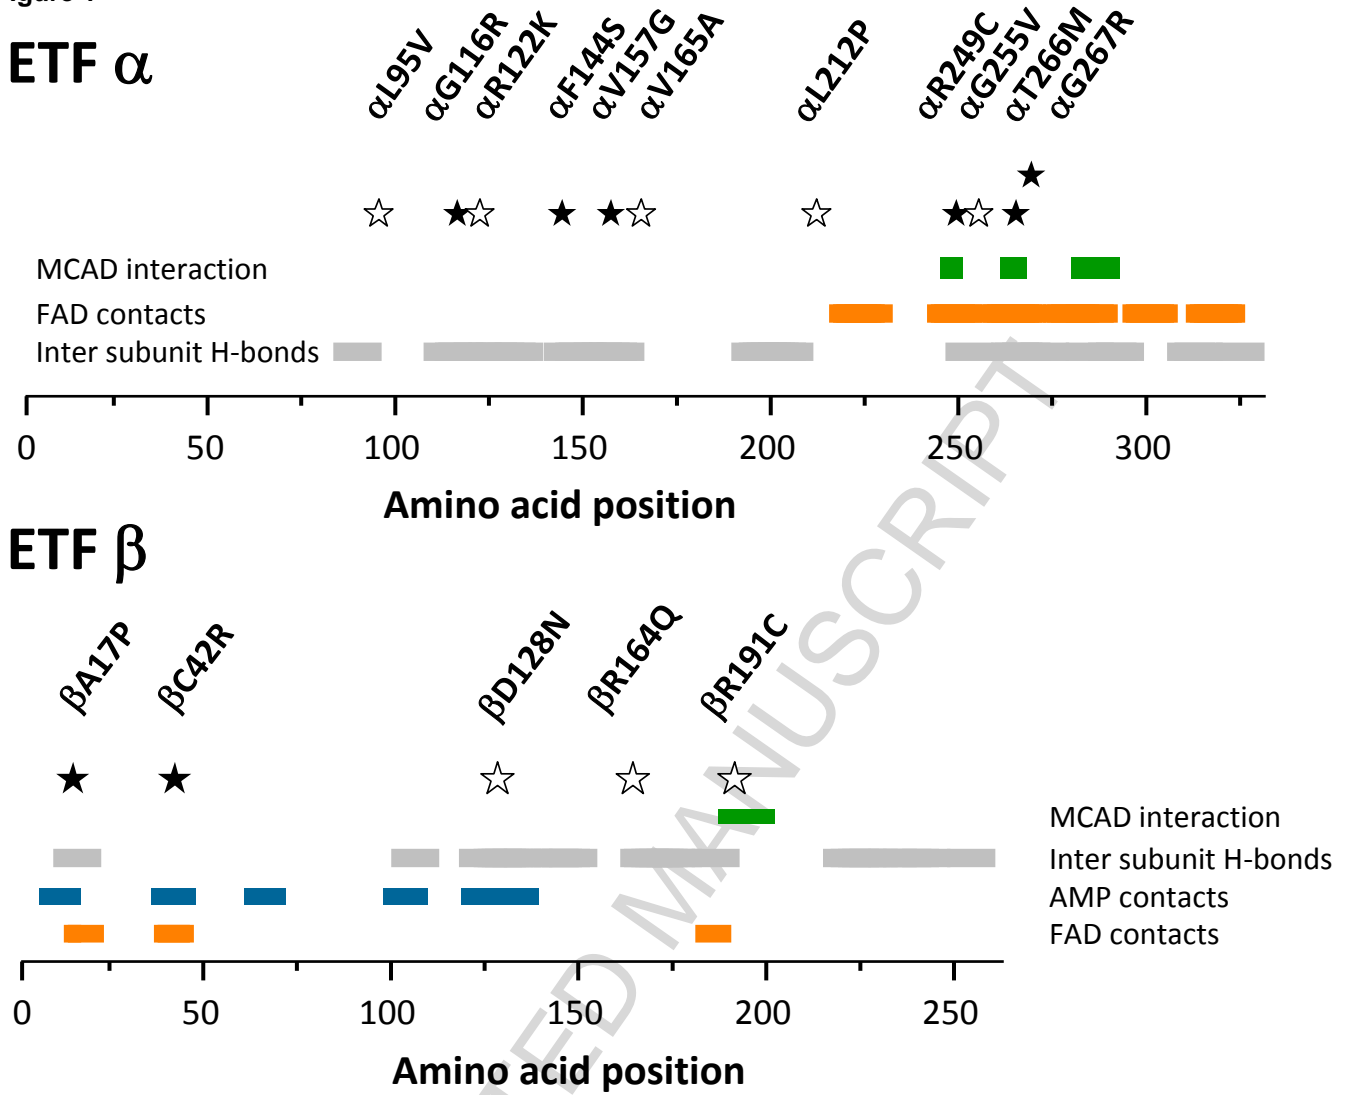 ETF α
αL95V αG116R αR122K αF144S αV157G αV165A αL212P αR249C αG255V αT266M αG267R
MCAD interaction
FAD contacts
Inter subunit H-bonds
0 50 100 150 200 250 300
Amino acid position
ETF β
βA17P βC42R βD128N βR164Q βR191C
MCAD interaction
Inter subunit H-bonds
AMP contacts
FAD contacts
0 50 100 150 200 250
Amino acid position
TED MANUSCRIPT